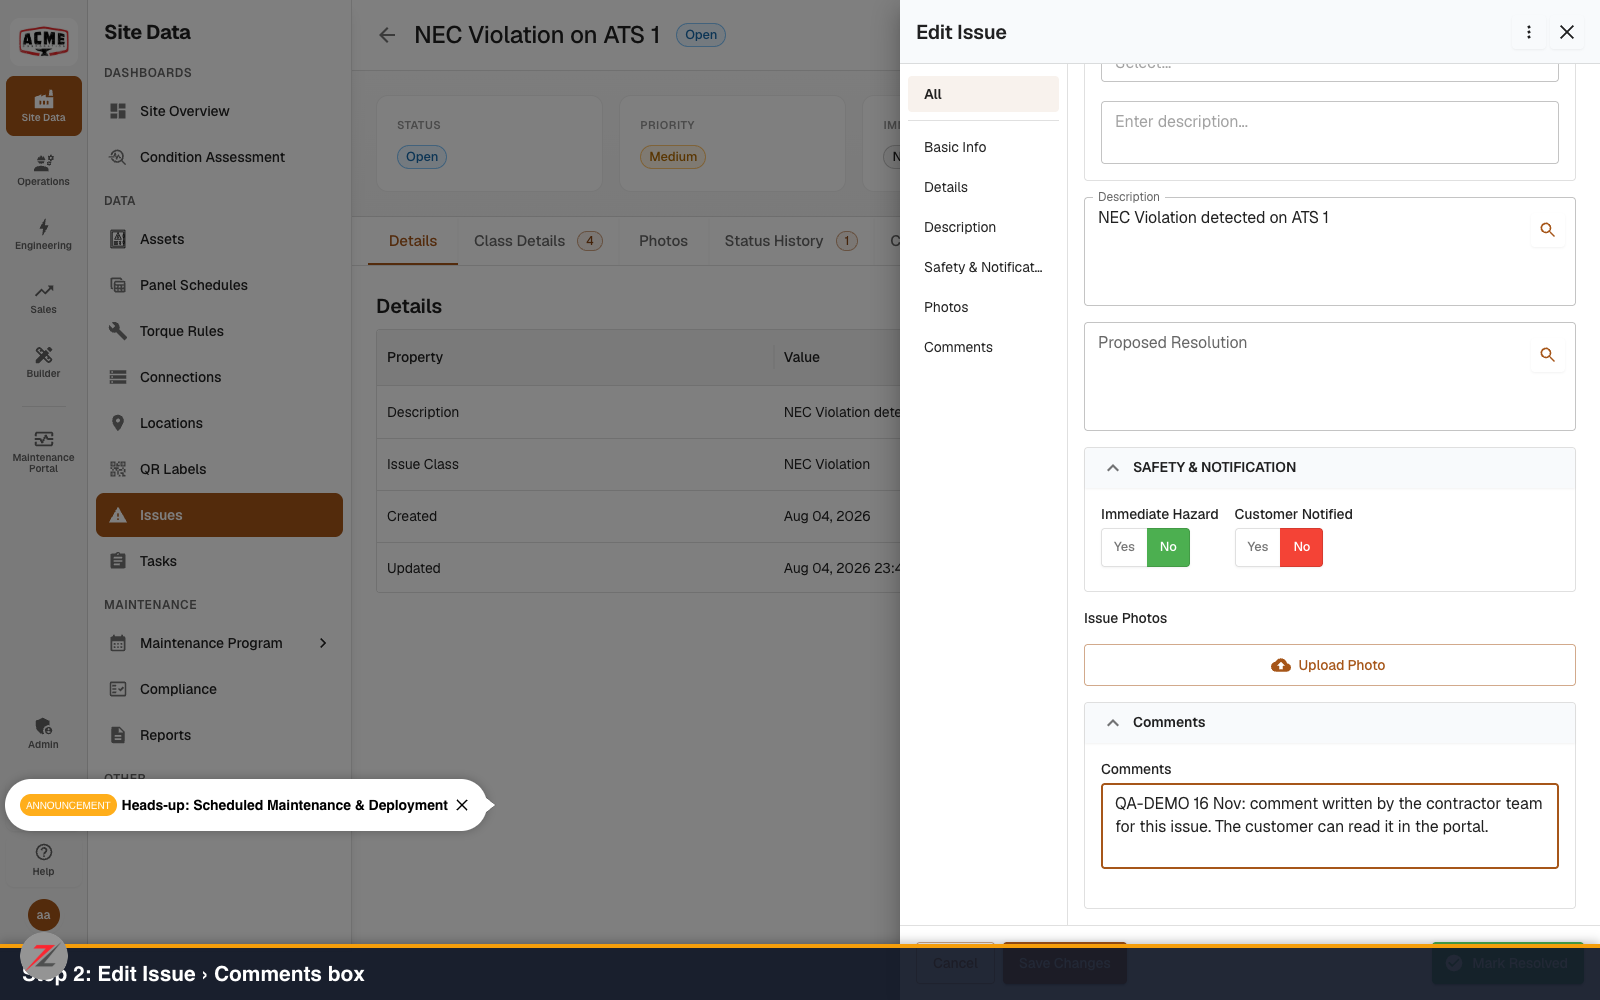 ACME
Site Data
Operations
Engineering
Sales
Builder
Maintenance
Portal
Admin
Help
aa
Site Data
DASHBOARDS
Site Overview
Condition Assessment
DATA
Assets
Panel Schedules
Torque Rules
Connections
Locations
QR Labels
Issues
Tasks
MAINTENANCE
Maintenance Program
Compliance
Reports
OTHER
ANNOUNCEMENT Heads-up: Scheduled Maintenance & Deployment
NEC Violation on ATS 1 Open
STATUS
Open
PRIORITY
Medium
IM
N
Details Class Details 4 Photos Status History 1 C
Details
Property Value
Description NEC Violation dete
Issue Class NEC Violation
Created Aug 04, 2026
Updated Aug 04, 2026 23:4
Edit Issue
All
Basic Info
Details
Description
Safety & Notificat...
Photos
Comments
Select...
Enter description...
Description
NEC Violation detected on ATS 1
Proposed Resolution
SAFETY & NOTIFICATION
Immediate Hazard Customer Notified
Yes No Yes No
Issue Photos
Upload Photo
Comments
Comments
QA-DEMO 16 Nov: comment written by the contractor team
for this issue. The customer can read it in the portal.
Cancel Save Changes Mark Resolved
Step 2: Edit Issue › Comments box